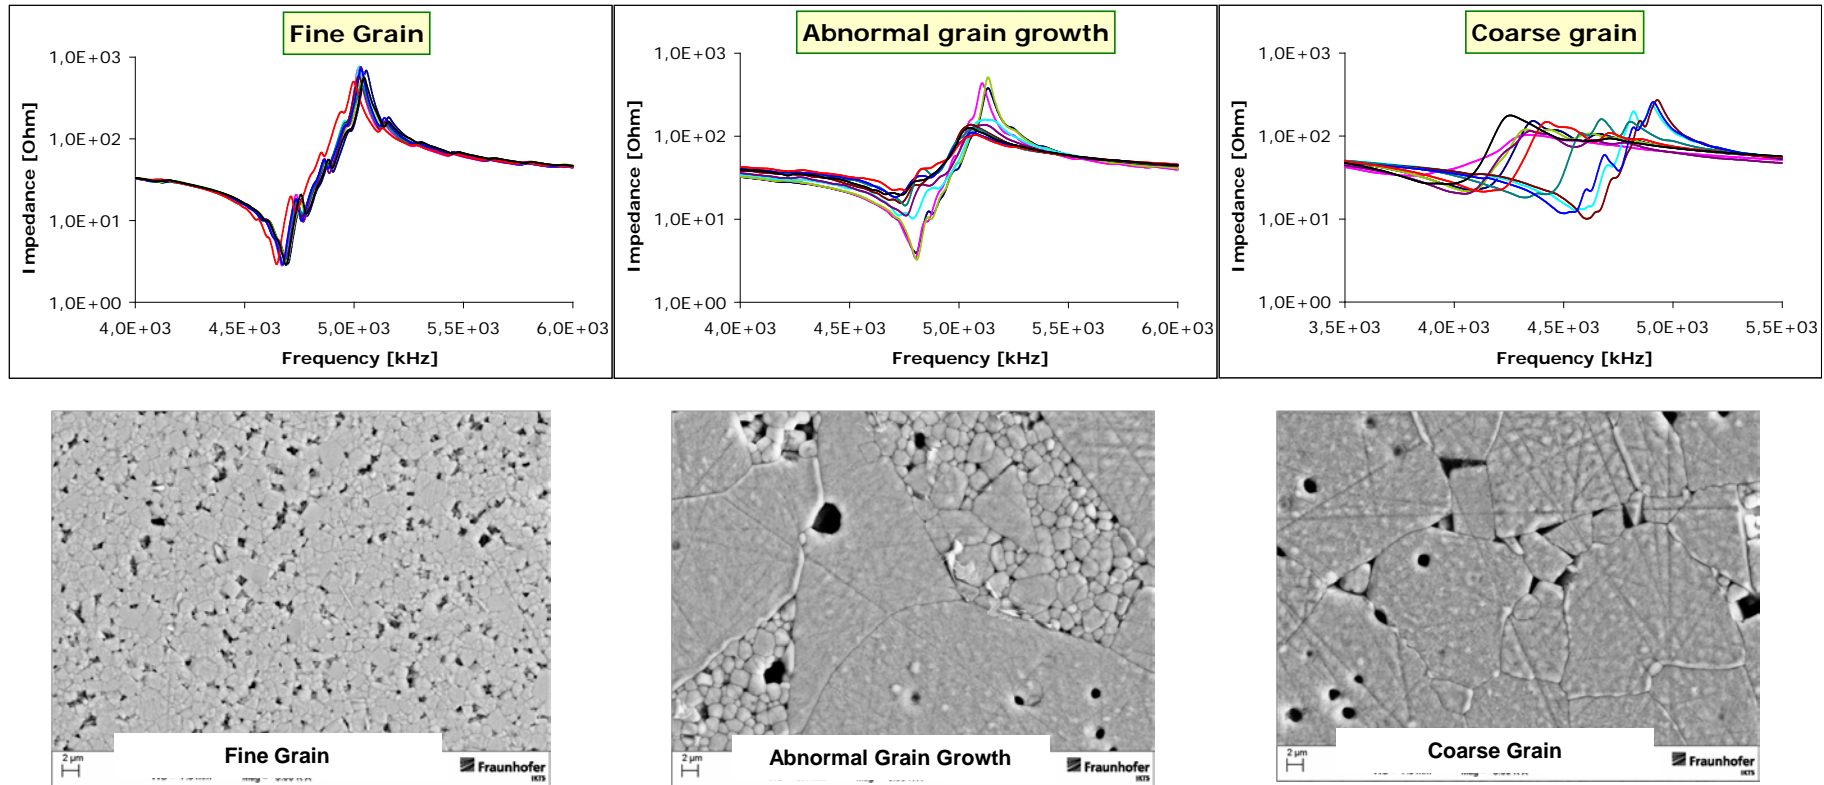 Fine Grain
1,0E+03
1,0E+02
1,0E+01
1,0E+00
Impedance [Ohm]
4,0E+03 4,5E+03 5,0E+03 5,5E+03 6,0E+03
Frequency [kHz]
Abnormal grain growth
1,0E+03
1,0E+02
1,0E+01
1,0E+00
Impedance [Ohm]
4,0E+03 4,5E+03 5,0E+03 5,5E+03 6,0E+03
Frequency [kHz]
Coarse grain
1,0E+03
1,0E+02
1,0E+01
1,0E+00
Impedance [Ohm]
3,5E+03 4,0E+03 4,5E+03 5,0E+03 5,5E+03
Frequency [kHz]
Fine Grain
2 µm
Fraunhofer
IKTS
Abnormal Grain Growth
2 µm
Fraunhofer
IKTS
Coarse Grain
2 µm
Fraunhofer
IKTS